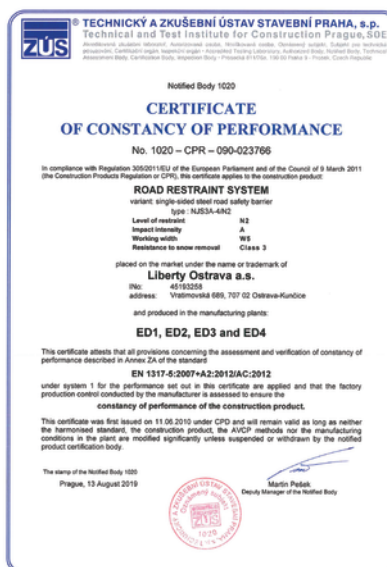 ZÚS
® TECHNICKÝ A ZKUŠEBNÍ ÚSTAV STAVEBNÍ PRAHA, s.p.
Technical and Test Institute for Construction Prague, SOE
Notified Body 1020
CERTIFICATE
OF CONSTANCY OF PERFORMANCE
No. 1020 – CPR – 090-023766
In compliance with Regulation 305/2011/EU of the European Parliament and of the Council of 9 March 2011
(the Construction Products Regulation or CPR), this certificate applies to the construction product:
ROAD RESTRAINT SYSTEM
variant: single-sided steel road safety barrier
type : NJS3A-4/N2
Level of restraint N2
Impact intensity A
Working width W5
Resistance to snow removal Class 3
placed on the market under the name or trademark of
Liberty Ostrava a.s.
INo: 45193258
address: Vratimovská 689, 707 02 Ostrava-Kunčice
and produced in the manufacturing plants:
ED1, ED2, ED3 and ED4
This certificate attests that all provisions concerning the assessment and verification of constancy of
performance described in Annex ZA of the standard
EN 1317-5:2007+A2:2012/AC:2012
under system 1 for the performance set out in this certificate are applied and that the factory
production control conducted by the manufacturer is assessed to ensure the
constancy of performance of the construction product.
This certificate was first issued on 11.06.2010 under CPD and will remain valid as long as neither
the harmonised standard, the construction product, the AVCP methods nor the manufacturing
conditions in the plant are modified significantly unless suspended or withdrawn by the notified
product certification body.
The stamp of the Notified Body 1020
Prague, 13 August 2019
Martin Pešek
Deputy Manager of the Notified Body
ZÚS
1020